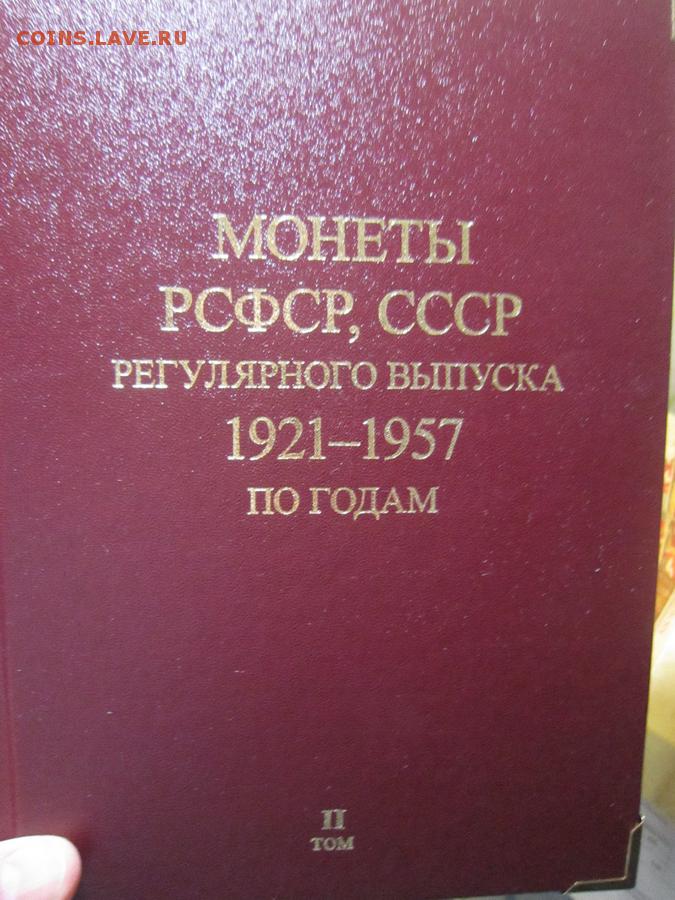 COINS.LAVE.RU
МОНЕТЫ
РСФСР, СССР
РЕГУЛЯРНОГО ВЫПУСКА
1921–1957
ПО ГОДАМ
II
ТОМ